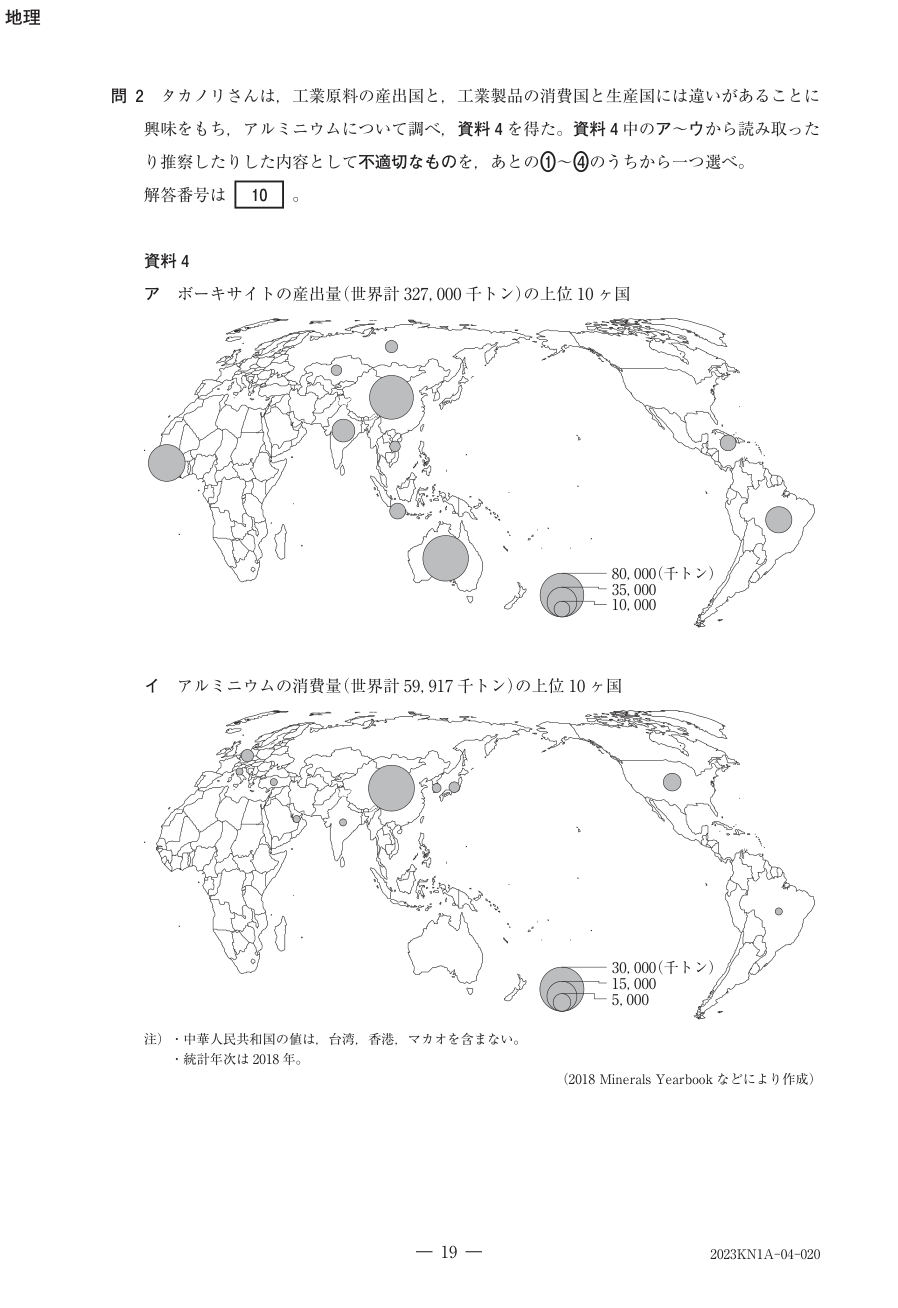 地理
問 2 タカノリさんは，工業原料の産出国と，工業製品の消費国と生産国には違いがあることに
興味をもち，アルミニウムについて調べ，資料 4 を得た。資料 4 中のア～ウから読み取った
り推察したりした内容として不適切なものを，あとの①～④のうちから一つ選べ。
解答番号は 10 。
資料 4
ア ボーキサイトの産出量（世界計 327,000 千トン）の上位 10 ヶ国
80,000（千トン）
35,000
10,000
イ アルミニウムの消費量（世界計 59,917 千トン）の上位 10 ヶ国
30,000（千トン）
15,000
5,000
注）・中華人民共和国の値は，台湾，香港，マカオを含まない。
・統計年次は 2018 年。
（2018 Minerals Yearbook などにより作成）
― 19 ―
2023KN1A-04-020